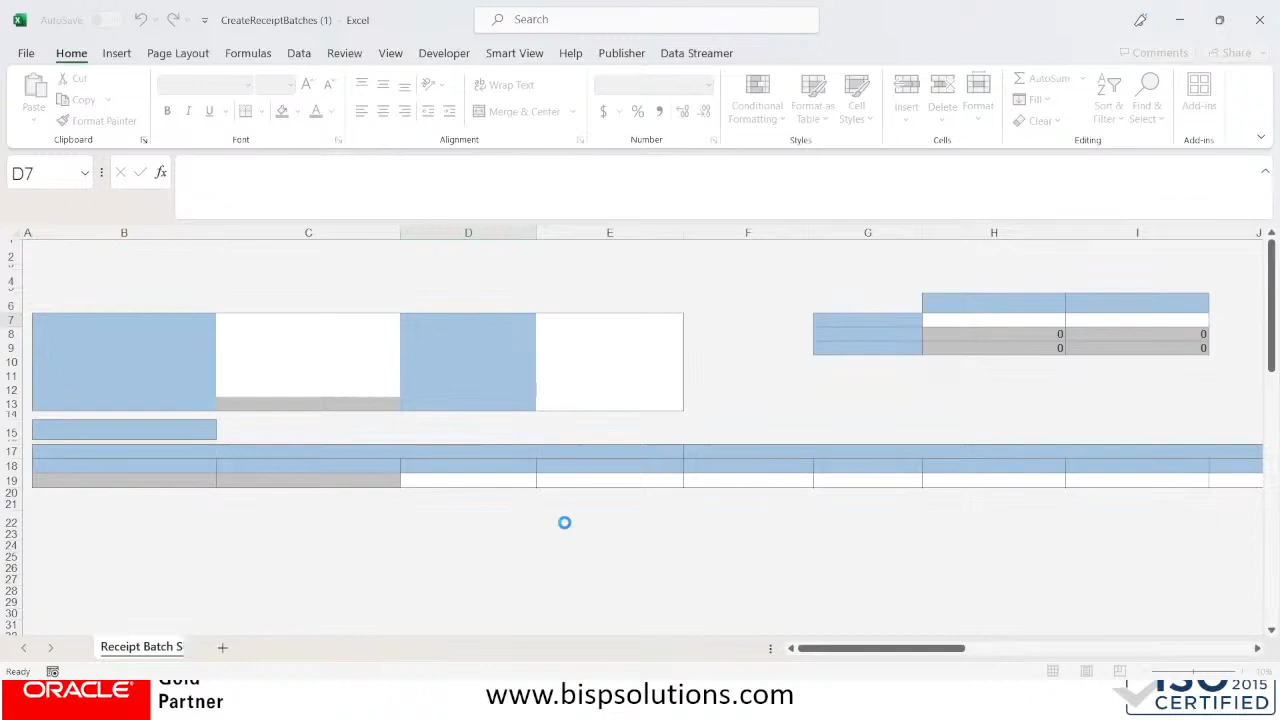 AutoSave
CreateReceiptBatches (1) - Excel
Search
File Home Insert Page Layout Formulas Data Review View Developer Smart View Help Publisher Data Streamer
Comments Share
Paste
Cut
Copy
Format Painter
Clipboard
B I U
A
Font
Wrap Text
Merge & Center
Alignment
$ % ,
Number
Conditional Formatting
Format as Table
Cell Styles
Styles
Insert
Delete
Format
Cells
AutoSum
Fill
Clear
Sort & Filter
Find & Select
Editing
Add-ins
Add-ins
D7
fx
A B C D E F G H I J
2
4
6
7
8 0 0
9 0 0
10
11
12
13
14
15
17
18
19
20
21
22
23
24
25
26
27
28
29
30
31
Receipt Batch S
Ready
10%
ORACLE
Gold
Partner
www.bispsolutions.com
ISO 2015
CERTIFIED